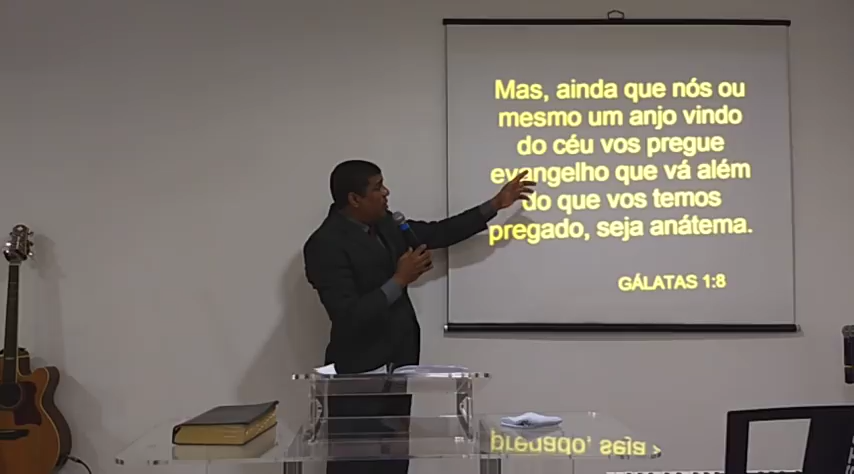 Mas, ainda que nós ou
mesmo um anjo vindo
do céu vos pregue
evangelho que vá além
do que vos temos
pregado, seja anátema.
GÁLATAS 1:8